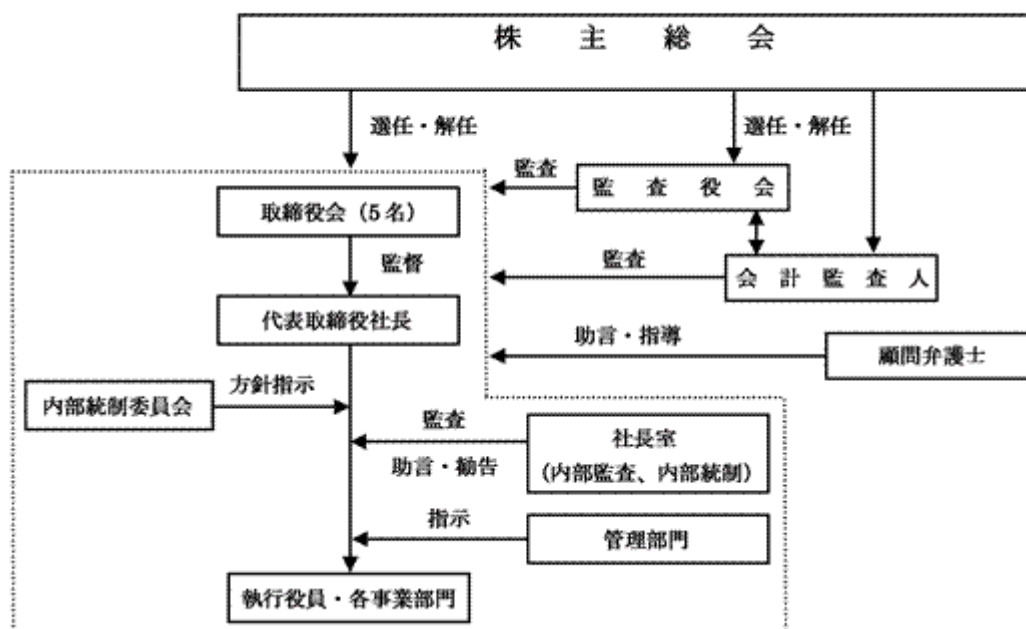 株主総会
選任・解任
選任・解任
監査
監査役会
取締役会（5名）
監督
監査
会計監査人
代表取締役社長
助言・指導
顧問弁護士
方針指示
内部統制委員会
監査
社長室
助言・勧告
（内部監査、内部統制）
指示
管理部門
執行役員・各事業部門